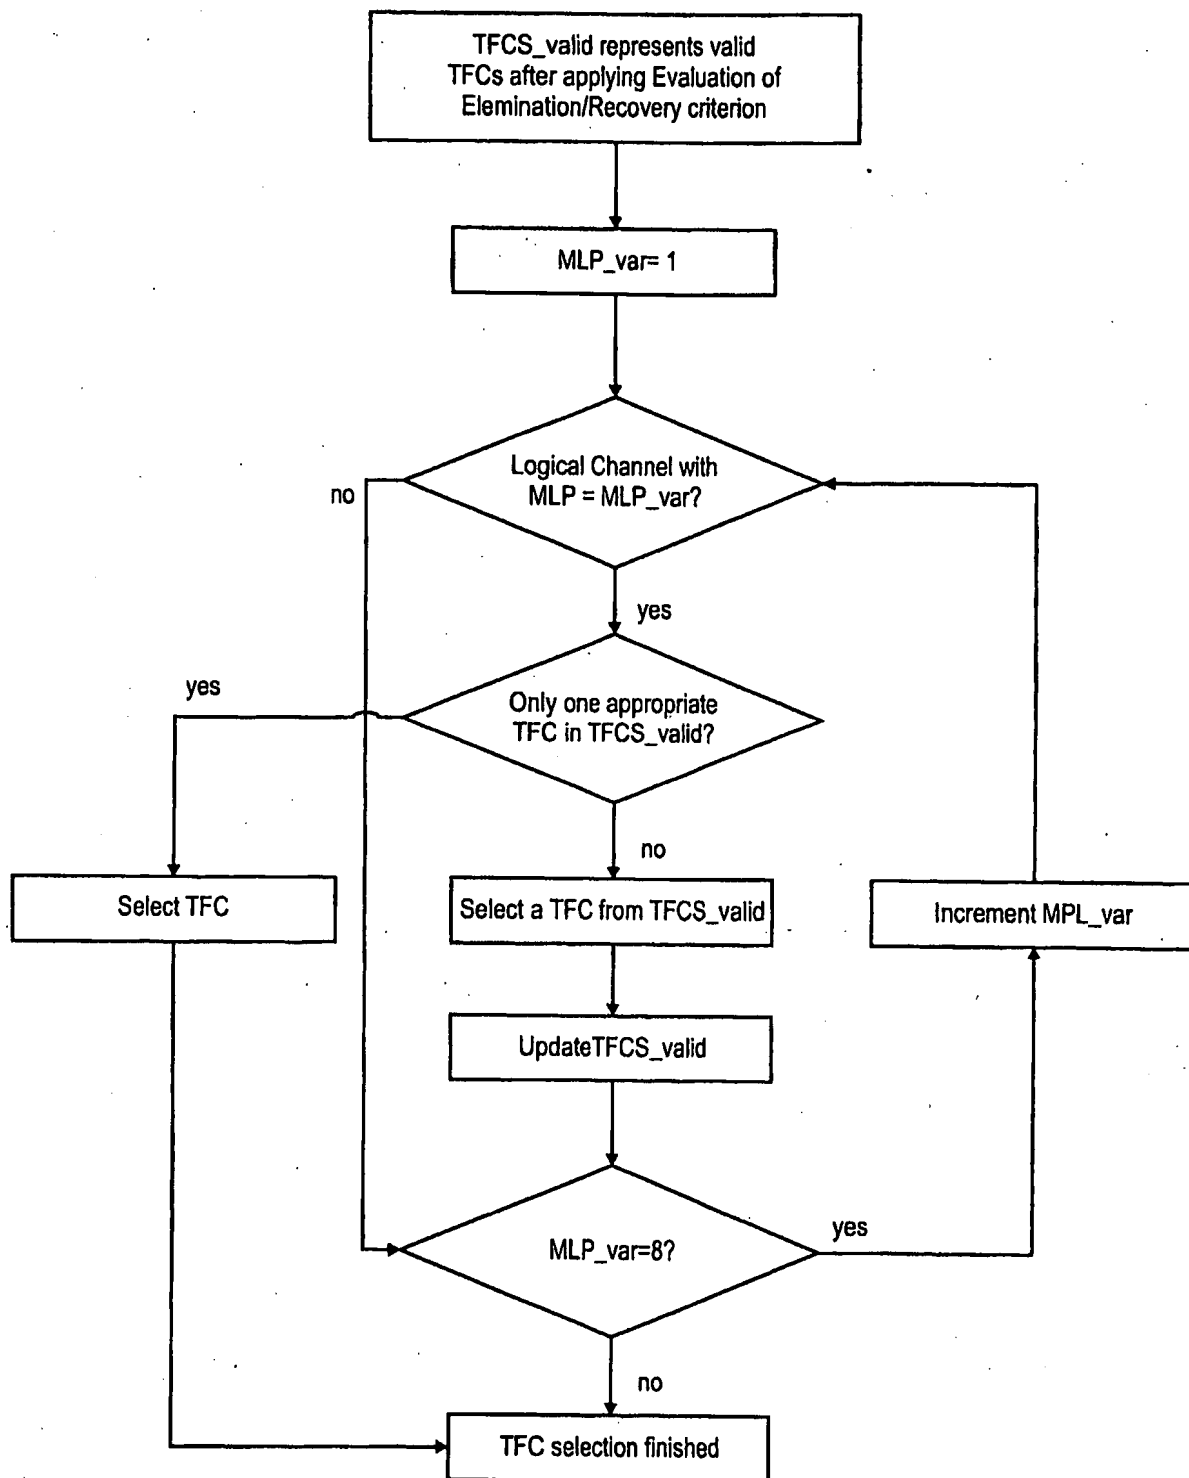 TFCS_valid represents valid
TFCs after applying Evaluation of
Elemination/Recovery criterion
MLP_var= 1
Logical Channel with
MLP = MLP_var?
no
yes
Only one appropriate
TFC in TFCS_valid?
yes
no
Select TFC
Select a TFC from TFCS_valid
Increment MPL_var
UpdateTFCS_valid
MLP_var=8?
yes
no
TFC selection finished